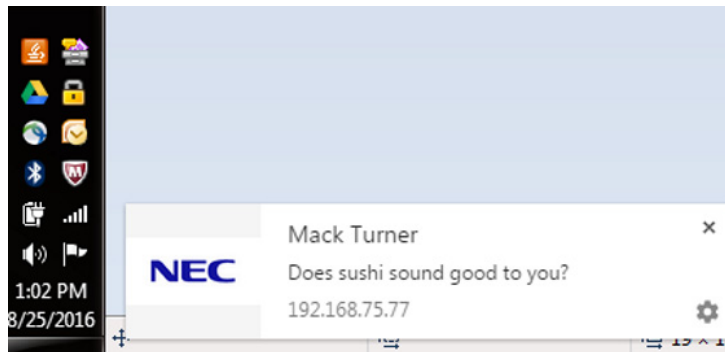 1:02 PM
8/25/2016
NEC
Mack Turner
Does sushi sound good to you?
192.168.75.77